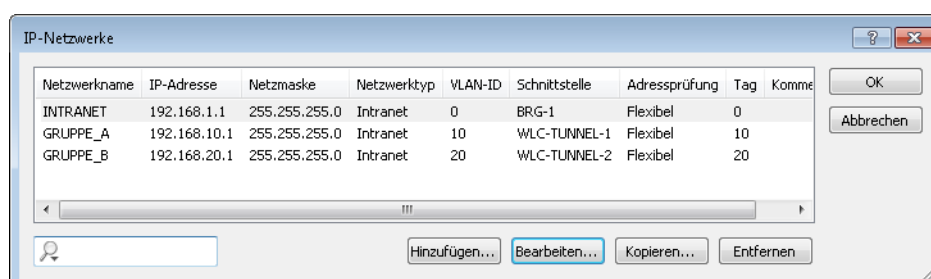 IP-Netzwerke
Netzwerkname IP-Adresse Netzmaske Netzwerktyp VLAN-ID Schnittstelle Adressprüfung Tag Komme
INTRANET 192.168.1.1 255.255.255.0 Intranet 0 BRG-1 Flexibel 0
GRUPPE_A 192.168.10.1 255.255.255.0 Intranet 10 WLC-TUNNEL-1 Flexibel 10
GRUPPE_B 192.168.20.1 255.255.255.0 Intranet 20 WLC-TUNNEL-2 Flexibel 20
OK
Abbrechen
Hinzufügen... Bearbeiten... Kopieren... Entfernen